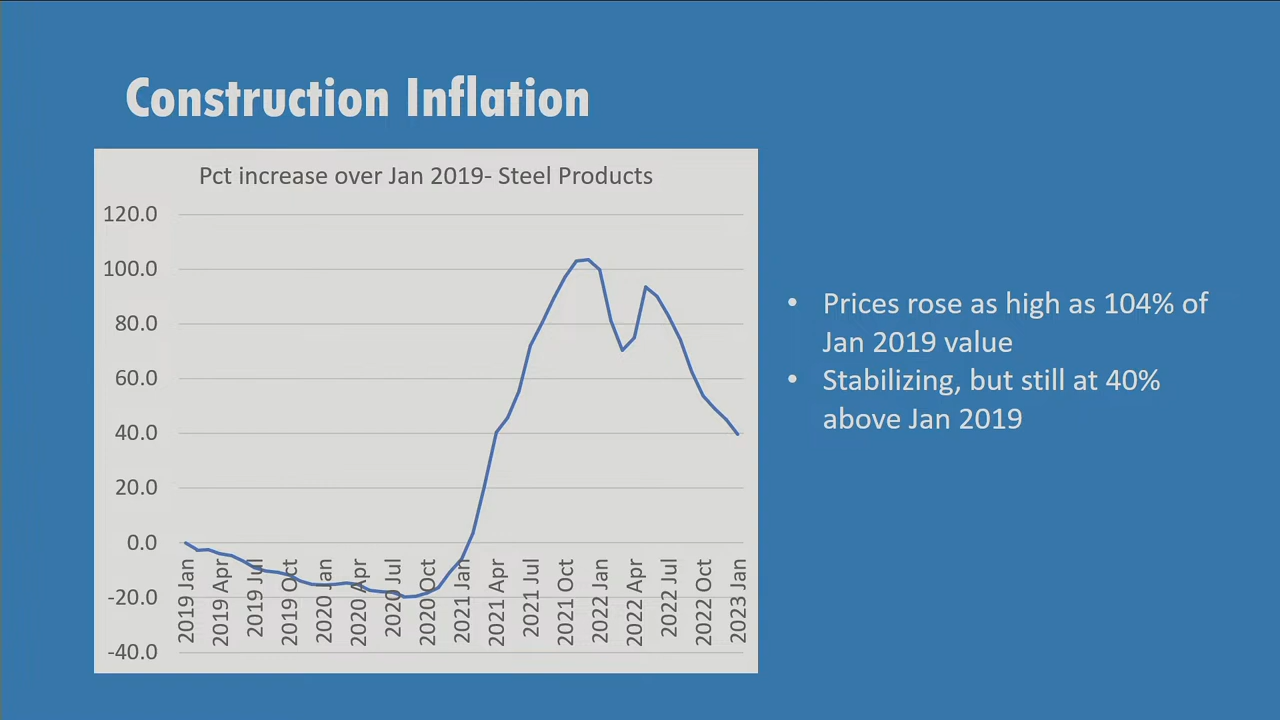 Construction Inflation
Pct increase over Jan 2019- Steel Products
120.0
100.0
80.0
60.0
40.0
20.0
0.0
-20.0
-40.0
2019 Jan
2019 Apr
2019 Jul
2019 Oct
2020 Jan
2020 Apr
2020 Jul
2020 Oct
2021 Jan
2021 Apr
2021 Jul
2021 Oct
2022 Jan
2022 Apr
2022 Jul
2022 Oct
2023 Jan
• Prices rose as high as 104% of
Jan 2019 value
• Stabilizing, but still at 40%
above Jan 2019